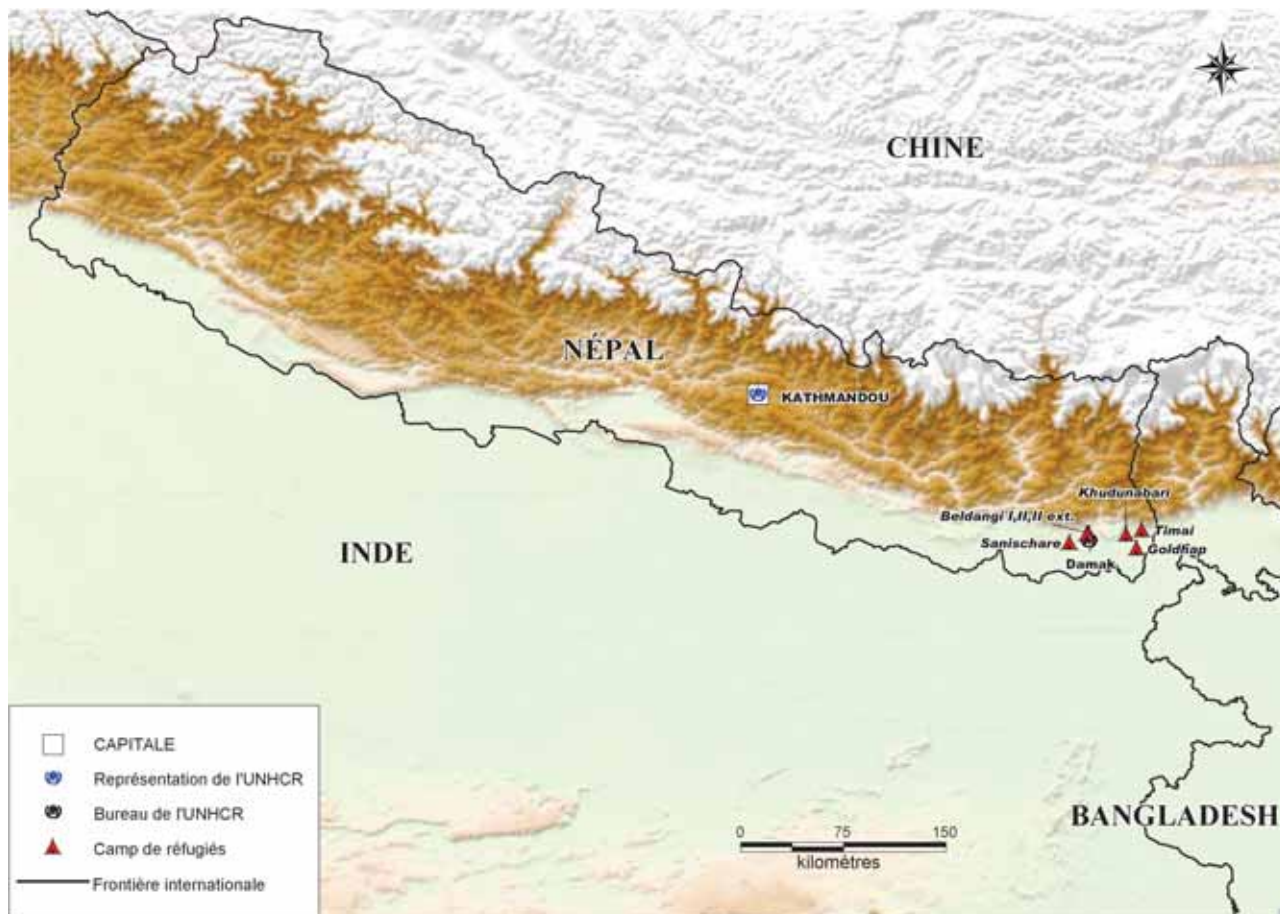 CHINE
NÉPAL
KATHMANDOU
Khudunabari
Beldangi I,II,II ext.
Timai
Sanischare
Goldhap
Damak
INDE
BANGLADESH
CAPITALE
Représentation de l'UNHCR
Bureau de l'UNHCR
Camp de réfugiés
Frontière internationale
0 75 150
kilomètres